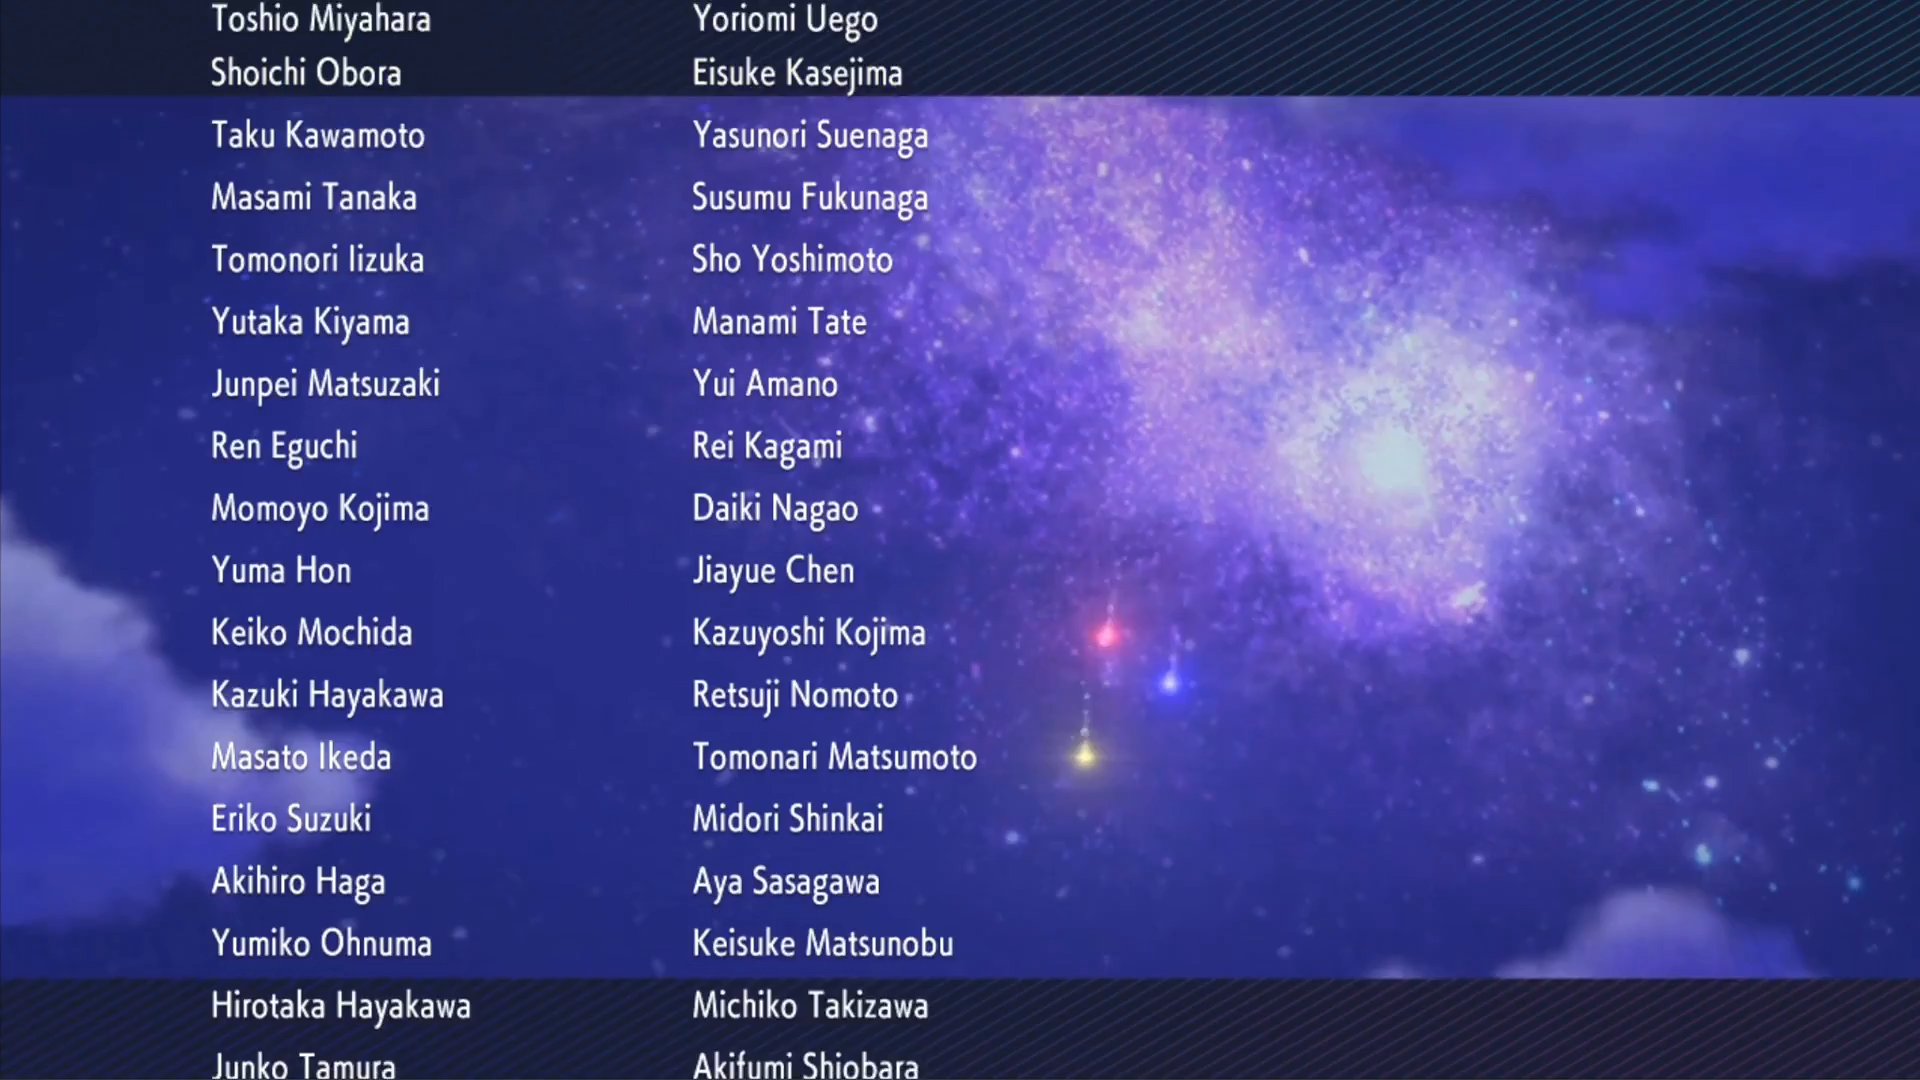 Toshio Miyahara Yoriomi Uego
Shoichi Obora Eisuke Kasejima
Taku Kawamoto Yasunori Suenaga
Masami Tanaka Susumu Fukunaga
Tomonori Iizuka Sho Yoshimoto
Yutaka Kiyama Manami Tate
Junpei Matsuzaki Yui Amano
Ren Eguchi Rei Kagami
Momoyo Kojima Daiki Nagao
Yuma Hon Jiayue Chen
Keiko Mochida Kazuyoshi Kojima
Kazuki Hayakawa Retsuji Nomoto
Masato Ikeda Tomonari Matsumoto
Eriko Suzuki Midori Shinkai
Akihiro Haga Aya Sasagawa
Yumiko Ohnuma Keisuke Matsunobu
Hirotaka Hayakawa Michiko Takizawa
Junko Tamura Akifumi Shiobara